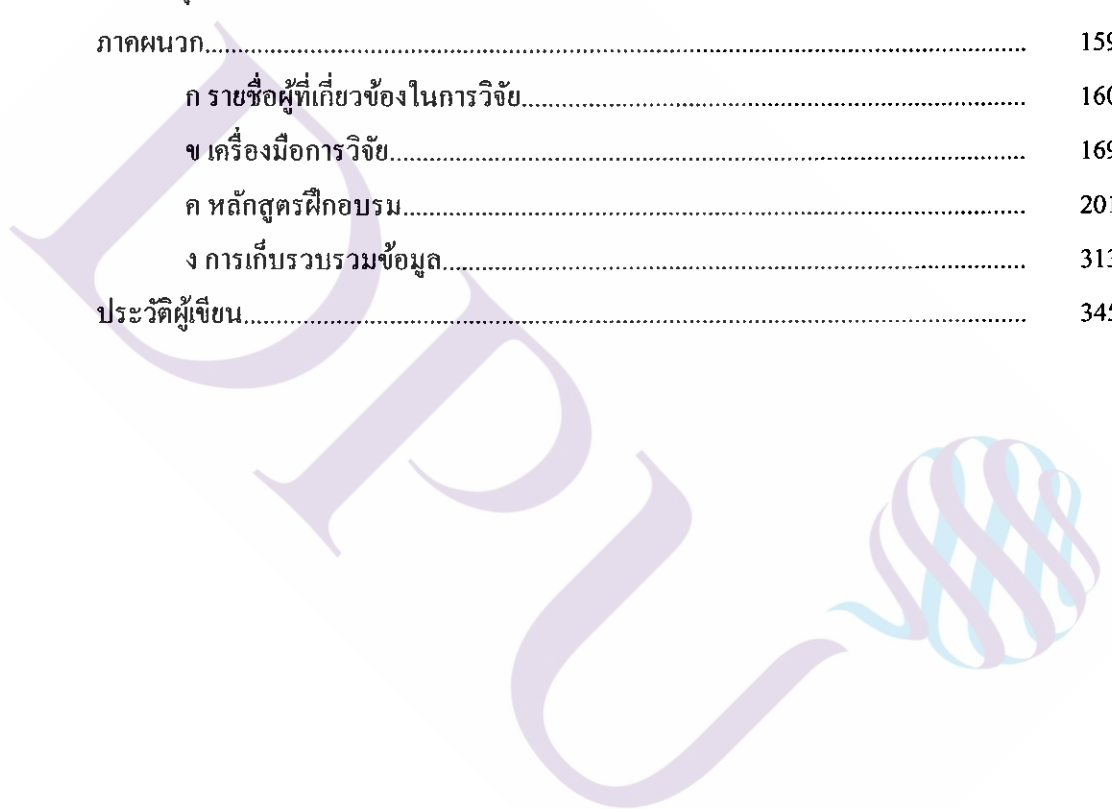 ภาคผนวก........................................................................ 159
ก รายชื่อผู้ที่เกี่ยวข้องในการวิจัย........................................................................ 160
ข เครื่องมือการวิจัย........................................................................ 169
ค หลักสูตรฝึกอบรม........................................................................ 201
ง การเก็บรวบรวมข้อมูล........................................................................ 313
ประวัติผู้เขียน........................................................................ 345
DPU